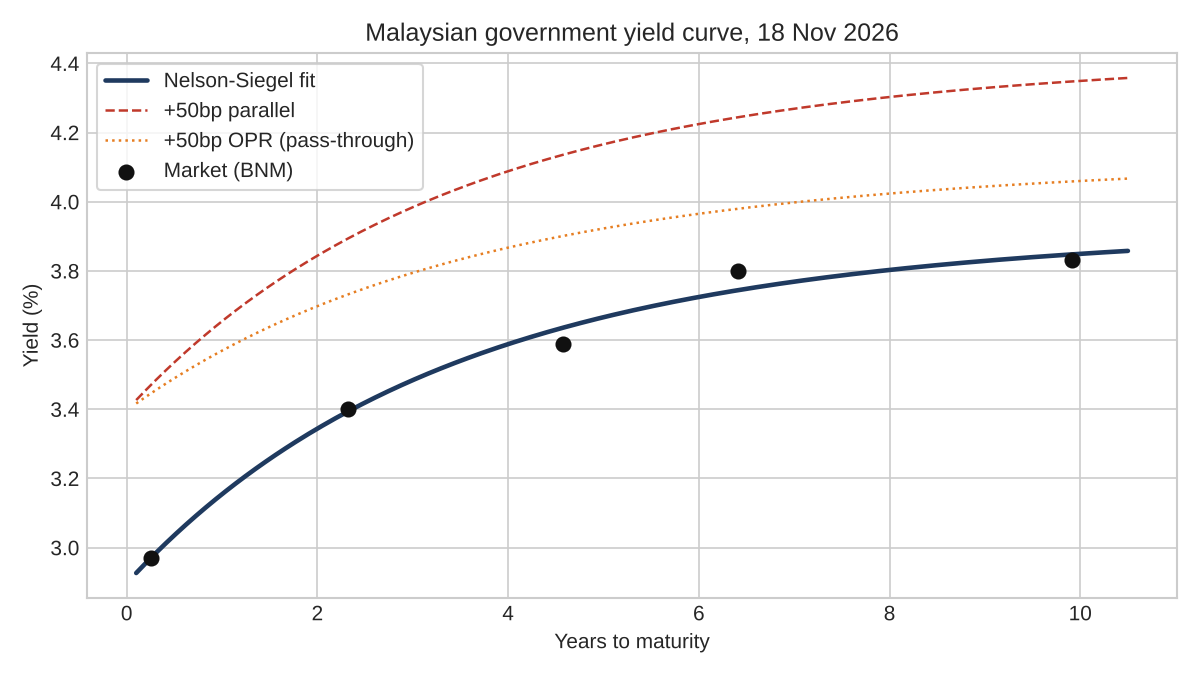 Malaysian government yield curve, 18 Nov 2026
Nelson-Siegel fit
+50bp parallel
+50bp OPR (pass-through)
Market (BNM)
Yield (%)
4.4
4.2
4.0
3.8
3.6
3.4
3.2
3.0
0 2 4 6 8 10
Years to maturity